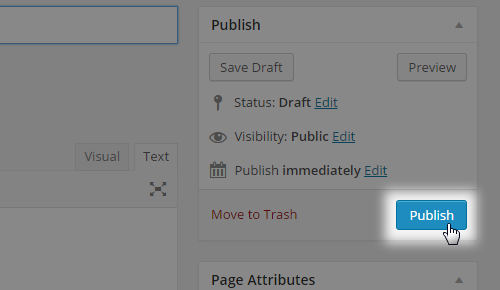 Publish
Save Draft Preview
Status: Draft Edit
Visibility: Public Edit
Visual Text
Publish immediately Edit
Move to Trash Publish
Page Attributes